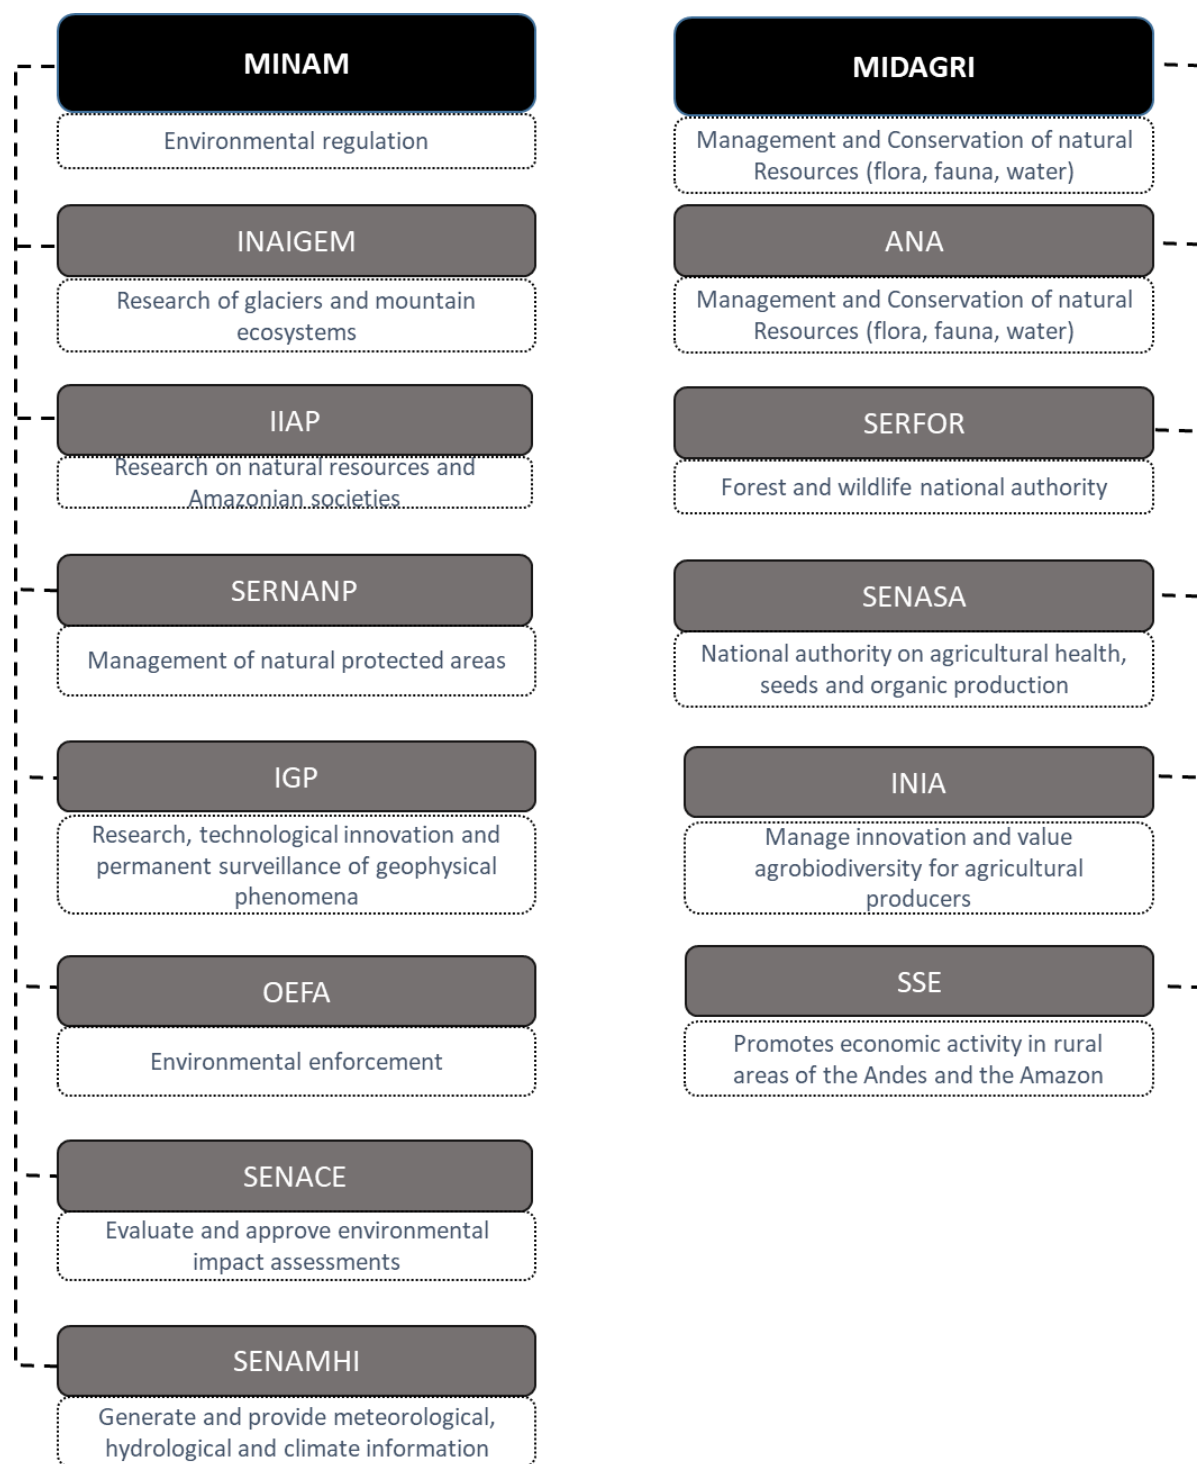 MINAM
Environmental regulation
INAIGEM
Research of glaciers and mountain
ecosystems
IIAP
Research on natural resources and
Amazonian societies
SERNANP
Management of natural protected areas
IGP
Research, technological innovation and
permanent surveillance of geophysical
phenomena
OEFA
Environmental enforcement
SENACE
Evaluate and approve environmental
impact assessments
SENAMHI
Generate and provide meteorological,
hydrological and climate information
MIDAGRI
Management and Conservation of natural
Resources (flora, fauna, water)
ANA
Management and Conservation of natural
Resources (flora, fauna, water)
SERFOR
Forest and wildlife national authority
SENASA
National authority on agricultural health,
seeds and organic production
INIA
Manage innovation and value
agrobiodiversity for agricultural
producers
SSE
Promotes economic activity in rural
areas of the Andes and the Amazon